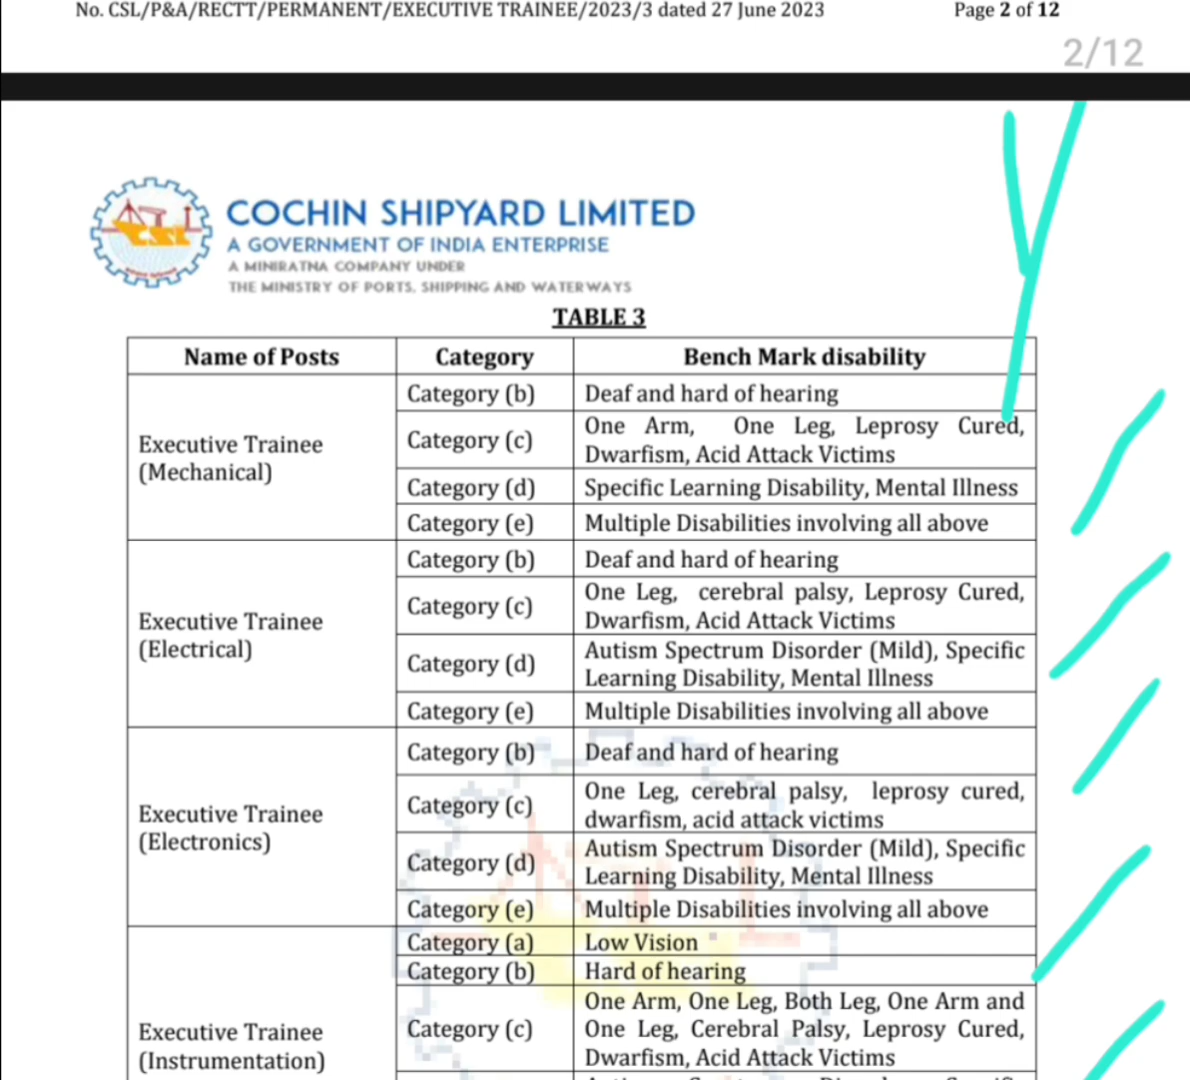 No. CSL/P&A/RECTT/PERMANENT/EXECUTIVE TRAINEE/2023/3 dated 27 June 2023 Page 2 of 12
2/12
COCHIN SHIPYARD LIMITED
A GOVERNMENT OF INDIA ENTERPRISE
A MINIRATNA COMPANY UNDER
THE MINISTRY OF PORTS, SHIPPING AND WATERWAYS
CSL
TABLE 3
Name of Posts Category Bench Mark disability
Executive Trainee
(Mechanical)
Category (b) Deaf and hard of hearing
Category (c) One Arm, One Leg, Leprosy Cured,
Dwarfism, Acid Attack Victims
Category (d) Specific Learning Disability, Mental Illness
Category (e) Multiple Disabilities involving all above
Executive Trainee
(Electrical)
Category (b) Deaf and hard of hearing
Category (c) One Leg, cerebral palsy, Leprosy Cured,
Dwarfism, Acid Attack Victims
Category (d) Autism Spectrum Disorder (Mild), Specific
Learning Disability, Mental Illness
Category (e) Multiple Disabilities involving all above
Executive Trainee
(Electronics)
Category (b) Deaf and hard of hearing
Category (c) One Leg, cerebral palsy, leprosy cured,
dwarfism, acid attack victims
Category (d) Autism Spectrum Disorder (Mild), Specific
Learning Disability, Mental Illness
Category (e) Multiple Disabilities involving all above
Executive Trainee
(Instrumentation)
Category (a) Low Vision
Category (b) Hard of hearing
Category (c) One Arm, One Leg, Both Leg, One Arm and
One Leg, Cerebral Palsy, Leprosy Cured,
Dwarfism, Acid Attack Victims